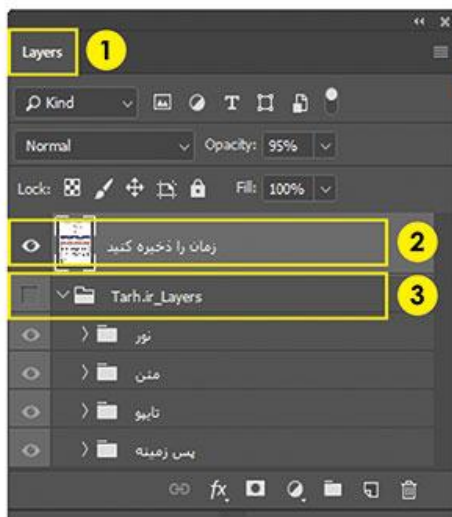 Layers 1
Kind T
Normal Opacity: 95%
Lock: Fill: 100%
زمان را ذخیره کنید 2
Tarh.ir_Layers 3
نور
متن
تایپو
پس زمینه
fx